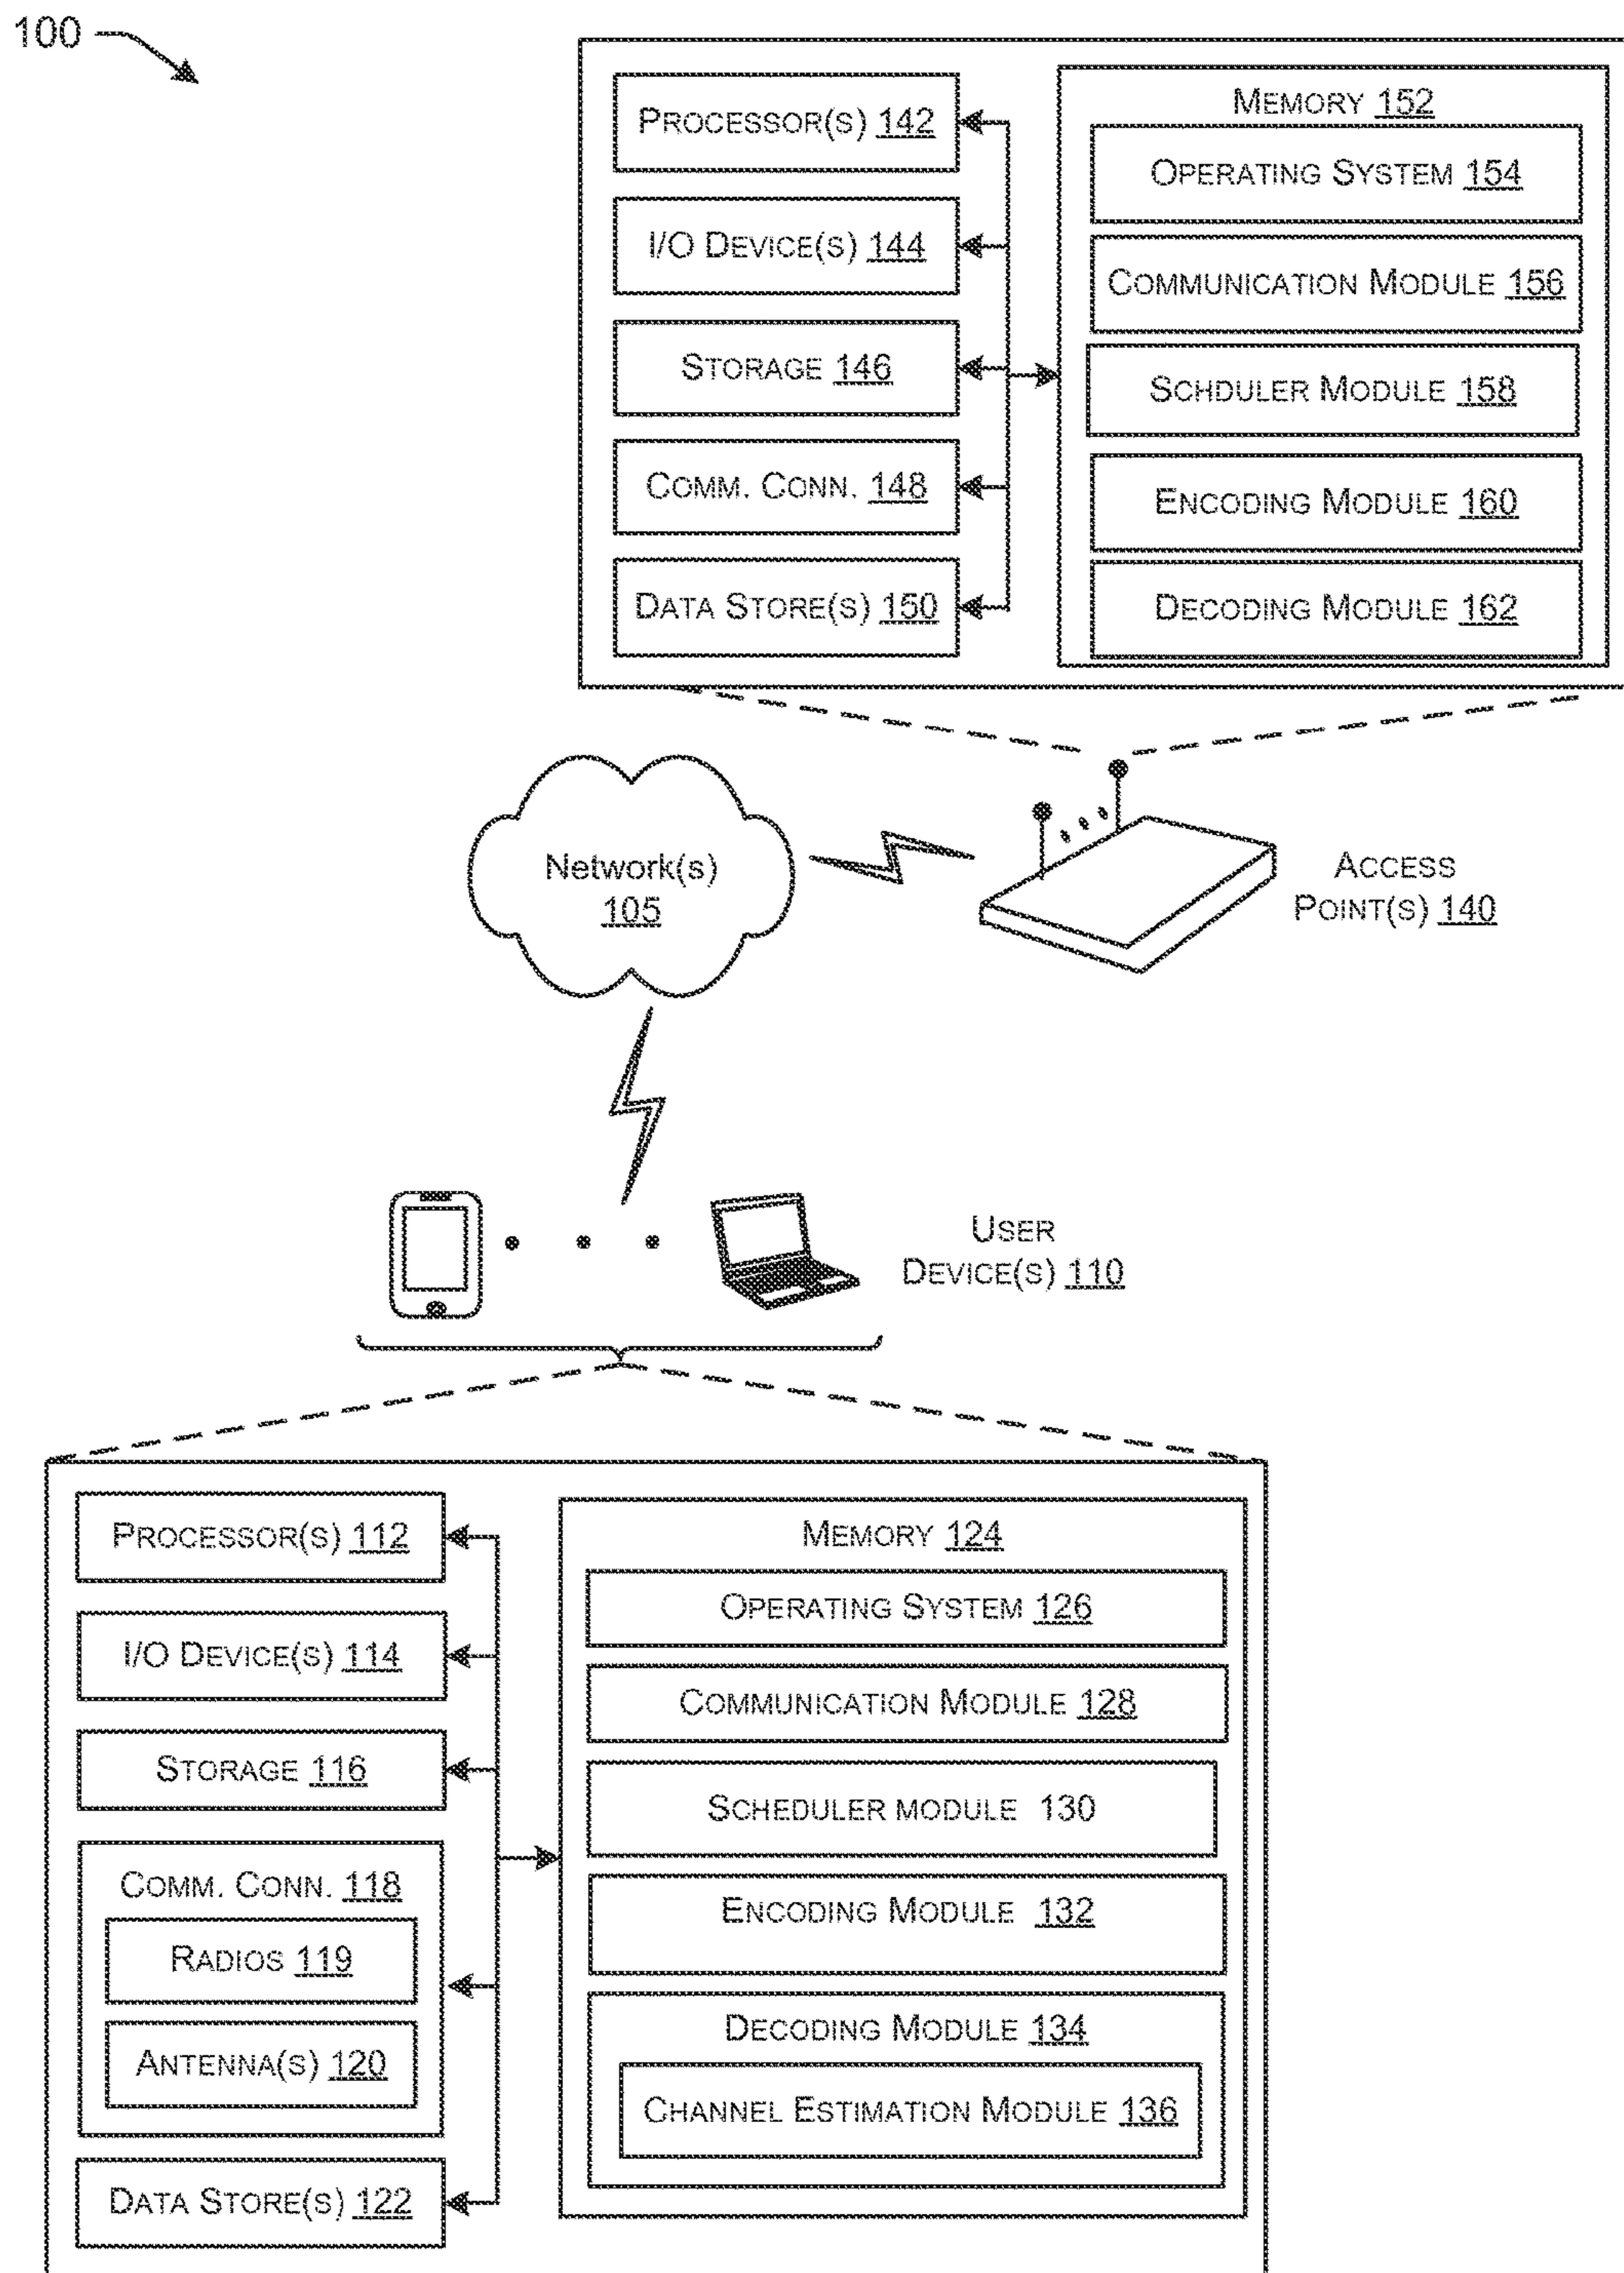 100
PROCESSOR(S) 142
I/O DEVICE(S) 144
STORAGE 146
COMM. CONN. 148
DATA STORE(S) 150
MEMORY 152
OPERATING SYSTEM 154
COMMUNICATION MODULE 156
SCHDULER MODULE 158
ENCODING MODULE 160
DECODING MODULE 162
Network(s)
105
ACCESS
POINT(S) 140
USER
DEVICE(S) 110
PROCESSOR(S) 112
I/O DEVICE(S) 114
STORAGE 116
COMM. CONN. 118
RADIOS 119
ANTENNA(S) 120
DATA STORE(S) 122
MEMORY 124
OPERATING SYSTEM 126
COMMUNICATION MODULE 128
SCHEDULER MODULE 130
ENCODING MODULE 132
DECODING MODULE 134
CHANNEL ESTIMATION MODULE 136